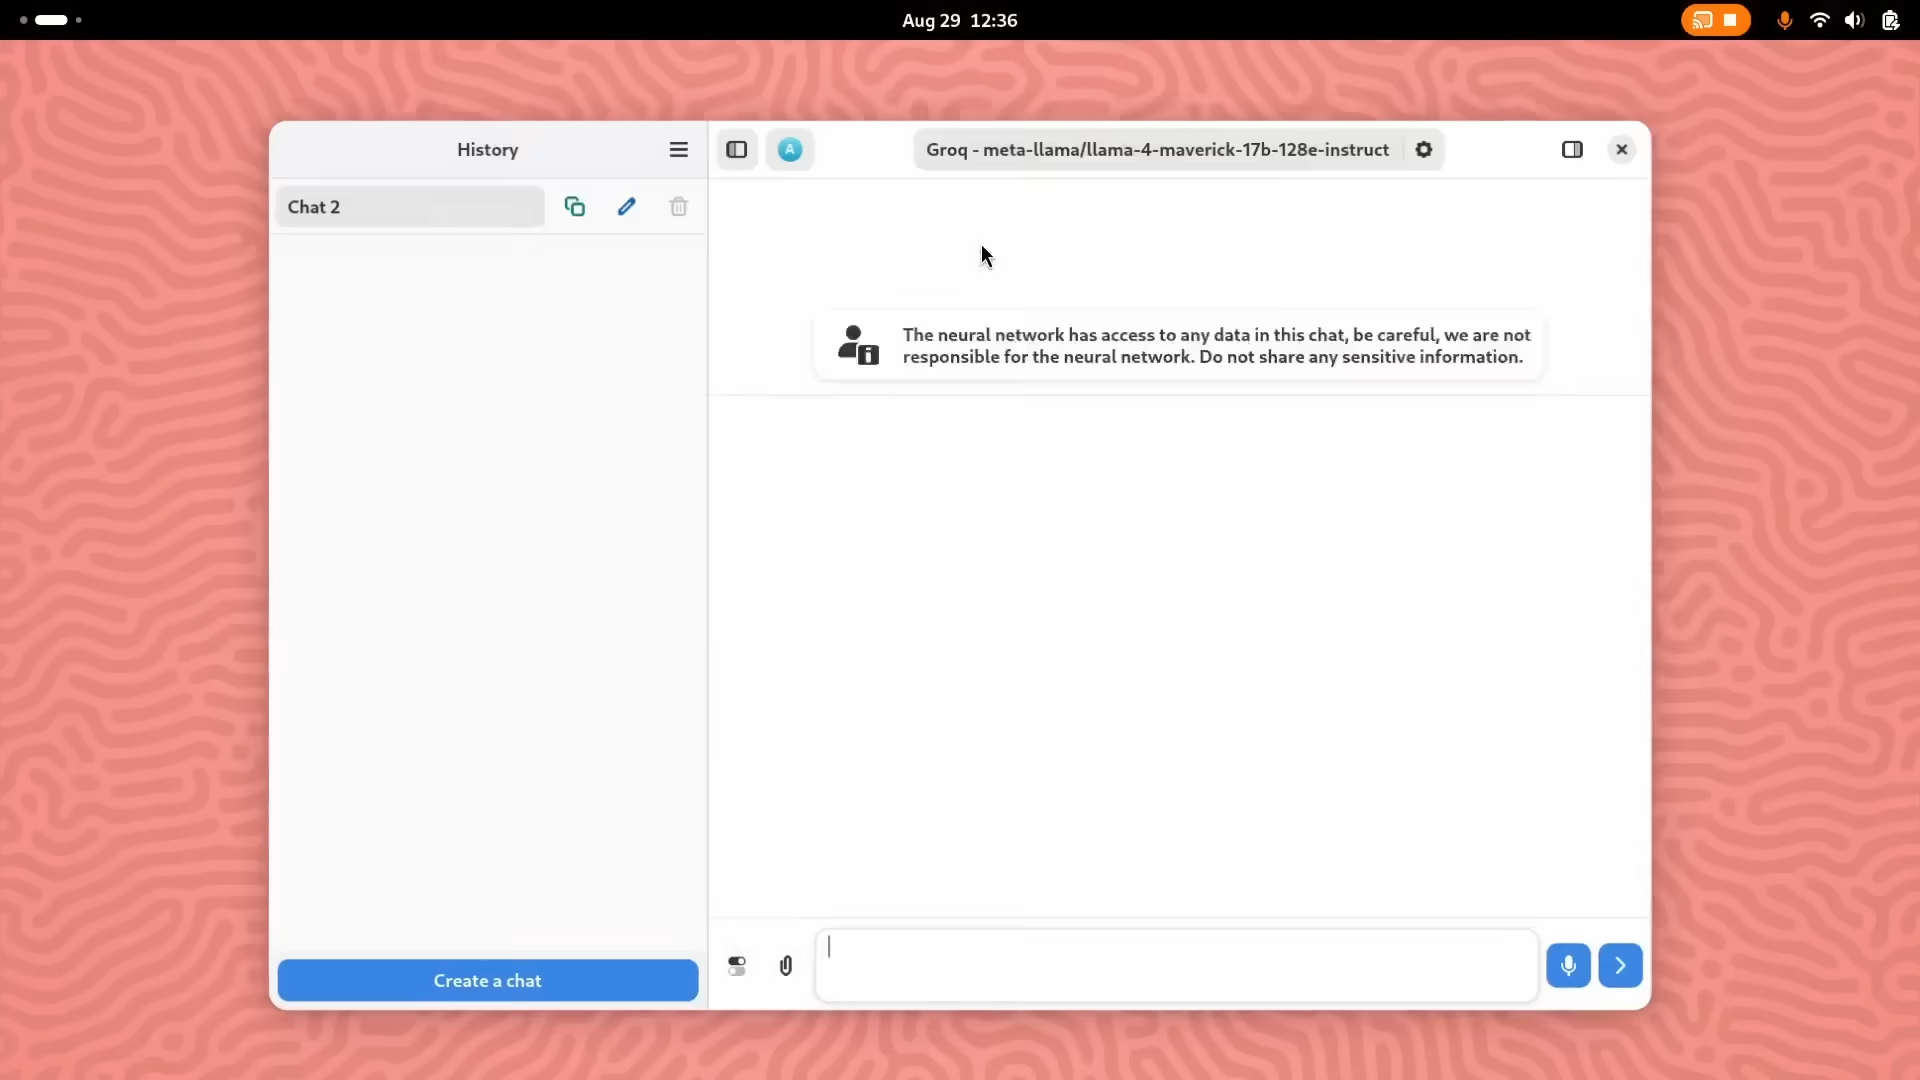 Aug 29 12:36
History
A
Groq - meta-llama/llama-4-maverick-17b-128e-instruct
Chat 2
The neural network has access to any data in this chat, be careful, we are not
responsible for the neural network. Do not share any sensitive information.
Create a chat